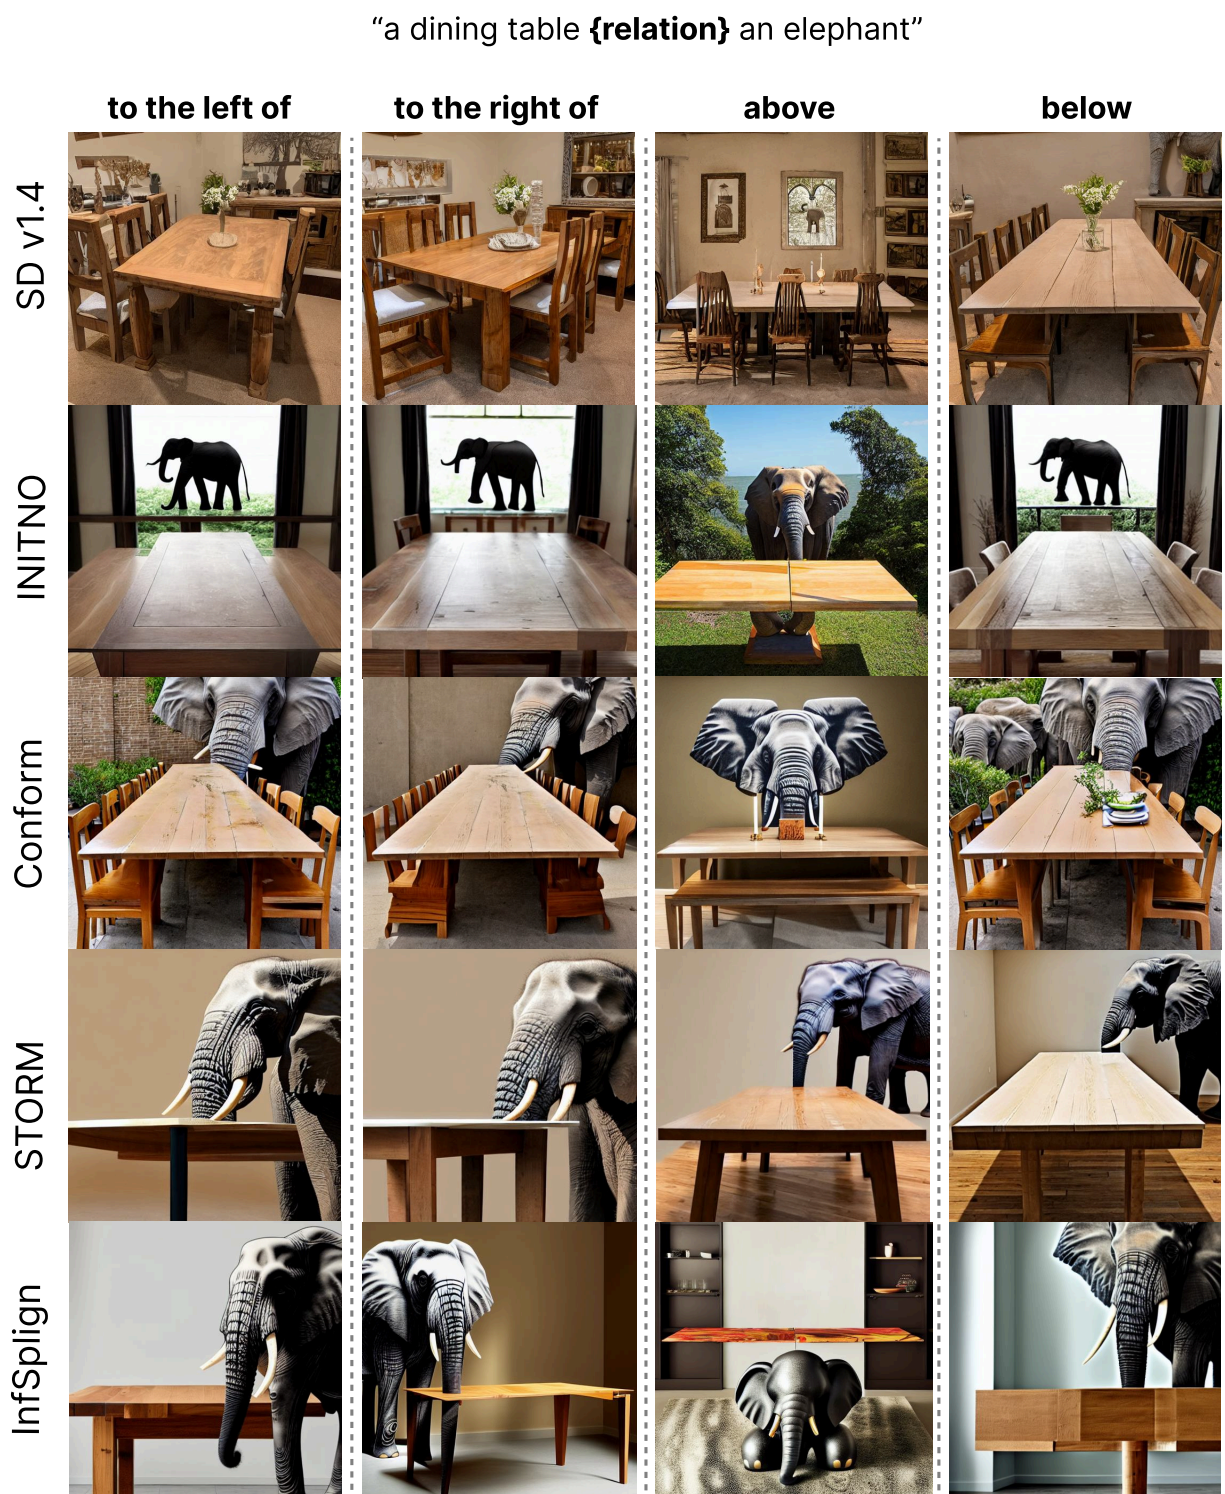 “a dining table {relation} an elephant”
to the left of
to the right of
above
below
SD v1.4
INITNO
Conform
STORM
InfSplign